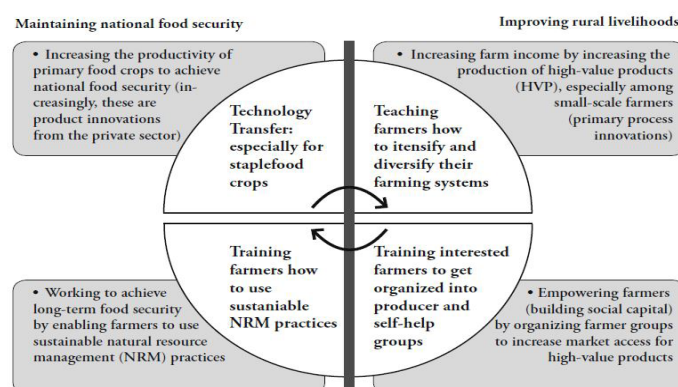 Maintaining national food security
Improving rural livelihoods
• Increasing the productivity of
primary food crops to achieve
national food security (in-
creasingly, these are
product innovations
from the private sector)
Technology
Transfer:
especially for
staplefood
crops
Teaching
farmers how
to itensify and
diversify their
farming systems
• Increasing farm income by increasing the
production of high-value products
(HVP), especially among
small-scale farmers
(primary process
innovations)
• Working to achieve
long-term food security
by enabling farmers to use
sustainable natural resource
management (NRM) practices
Training
farmers how
to use
sustaniable
NRM practices
Training interested
farmers to get
organized into
producer and
self-help
groups
• Empowering farmers
(building social capital)
by organizing farmer groups
to increase market access for
high-value products